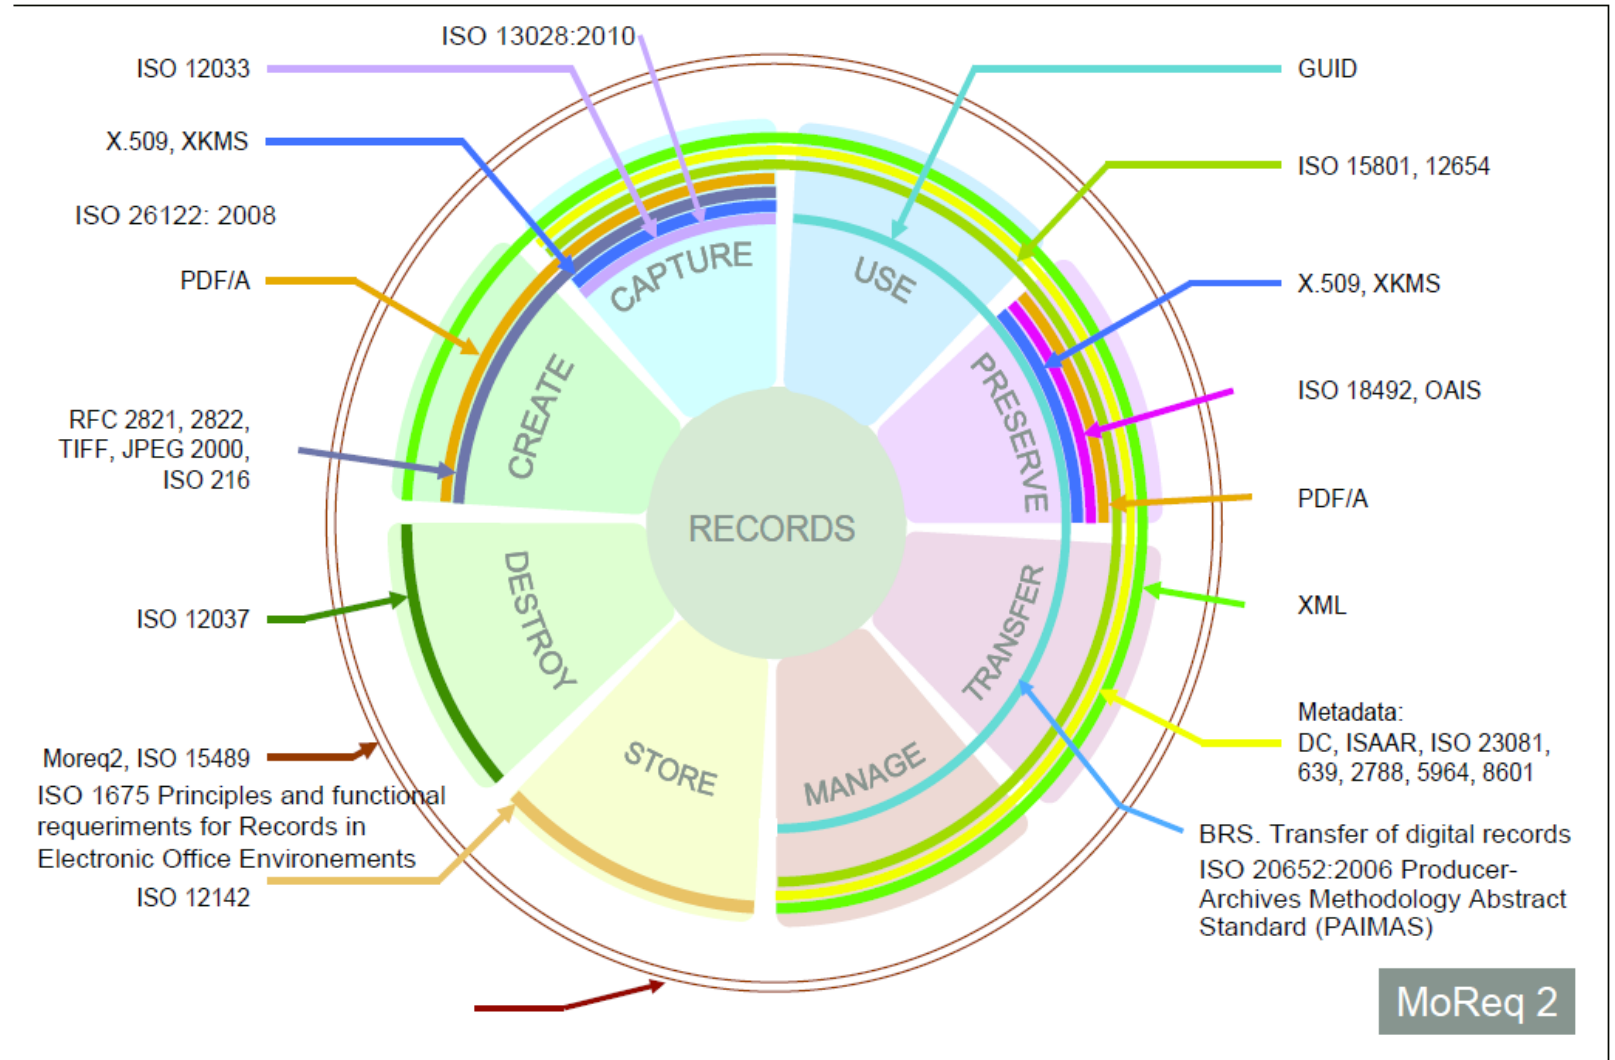 ISO 13028:2010
ISO 12033
GUID
X.509, XKMS
ISO 15801, 12654
ISO 26122: 2008
CAPTURE
USE
PDF/A
X.509, XKMS
CREATE
PRESERVE
ISO 18492, OAIS
RFC 2821, 2822,
TIFF, JPEG 2000,
ISO 216
PDF/A
RECORDS
DESTROY
TRANSFER
ISO 12037
XML
STORE
MANAGE
Metadata:
DC, ISAAR, ISO 23081,
639, 2788, 5964, 8601
Moreq2, ISO 15489
ISO 1675 Principles and functional
requeriments for Records in
Electronic Office Environements
ISO 12142
BRS. Transfer of digital records
ISO 20652:2006 Producer-
Archives Methodology Abstract
Standard (PAIMAS)
MoReq 2